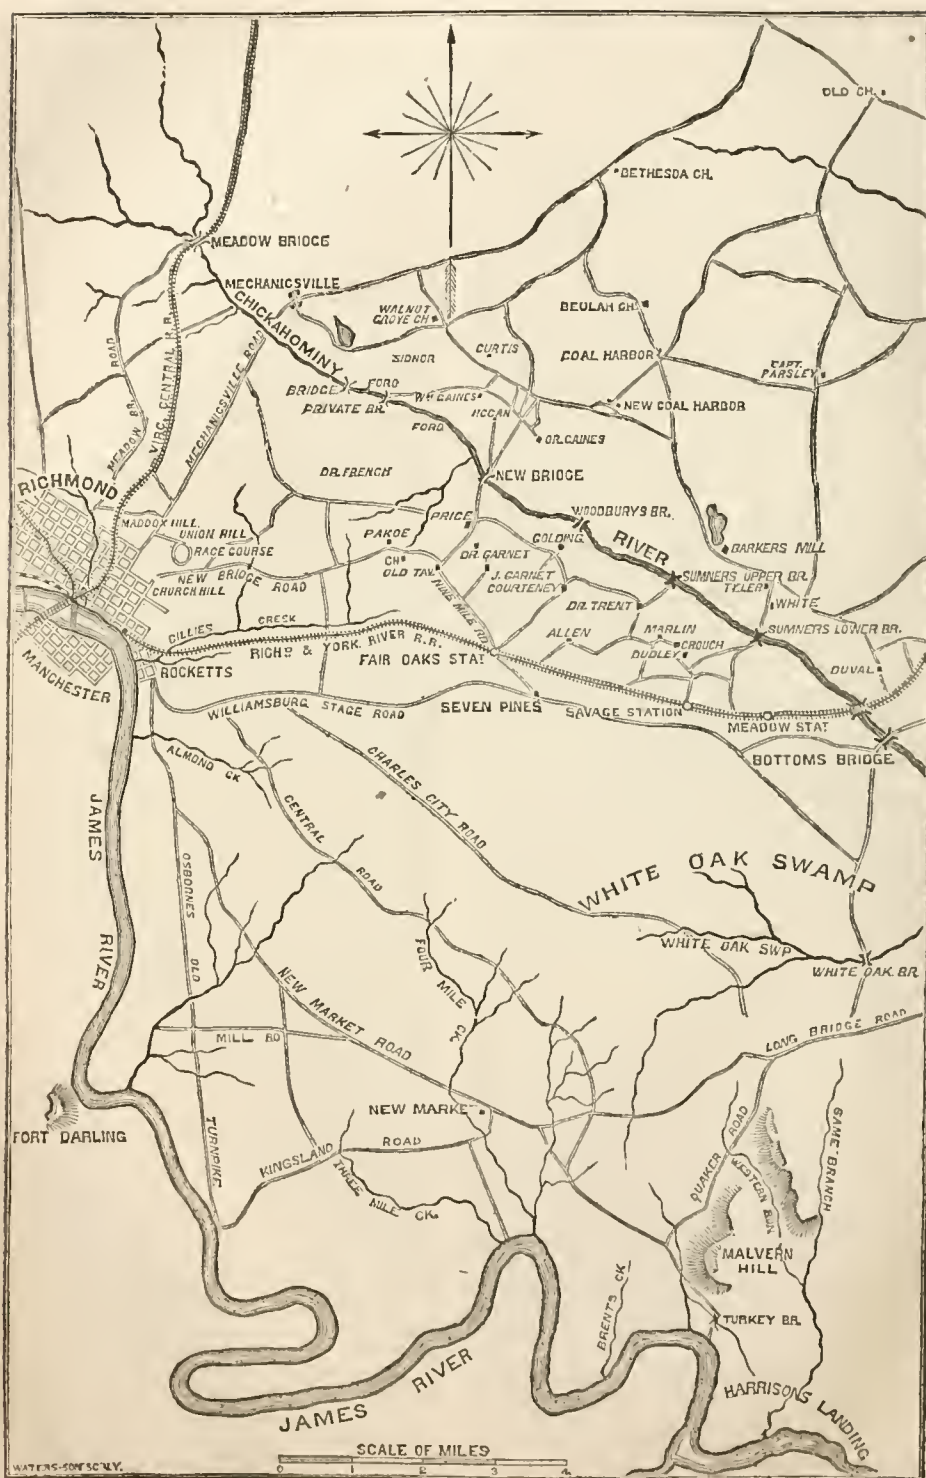 OLD CH.
BETHESDA CH.
MEADOW BRIDGE
MECHANICSVILLE
CHICKAHOMINY
WALNUT
GROVE CH.
BEULAH CH.
SIDNOR
CURTIS
COAL HARBOR
CAPT.
PARSLEY
BRIDGE
FORD
PRIVATE BR.
WM GAINES
HOGAN
FORD
NEW COAL HARBOR
DR. GAINES
MEADOW BR. ROAD
VIRG. CENTRAL R.R.
MECHANICSVILLE ROAD
DR. FRENCH
NEW BRIDGE
RICHMOND
MADDOX HILL
UNION HILL
RACE COURSE
NEW BRIDGE ROAD
CHURCH HILL
PRICE
PAKOE
CH.
OLD TAV.
NINE MILE RD.
DR. GARNET
J. GARNET
COURTENEY
GOLDING
WOODBURYS BR.
RIVER
BARKERS MILL
SUMNERS UPPER BR.
TYLER
WHITE
DR. TRENT
SUMNERS LOWER BR.
ALLEN
MARLIN
CROUCH
DUDLEY
DUVAL
GILLIES CREEK
RICHD & YORK RIVER R.R.
FAIR OAKS STAT.
ROCKETTS
MANCHESTER
WILLIAMSBURG STAGE ROAD
SEVEN PINES
SAVAGE STATION
MEADOW STAT.
BOTTOMS BRIDGE
ALMOND CK
CHARLES CITY ROAD
CENTRAL ROAD
JAMES RIVER
OSBOURNES OLD TURNPIKE
WHITE OAK SWAMP
WHITE OAK SWP
WHITE OAK BR.
FOUR MILE CK.
NEW MARKET ROAD
MILL RD
LONG BRIDGE ROAD
FORT DARLING
NEW MARKET
KINGSLAND ROAD
THREE MILE CK.
QUAKER ROAD
WESTERN RUN
MALVERN
HILL
BRENTS CK
TURKEY BR.
HARRISONS LANDING
JAMES RIVER
SCALE OF MILES
0 1 2 3 4